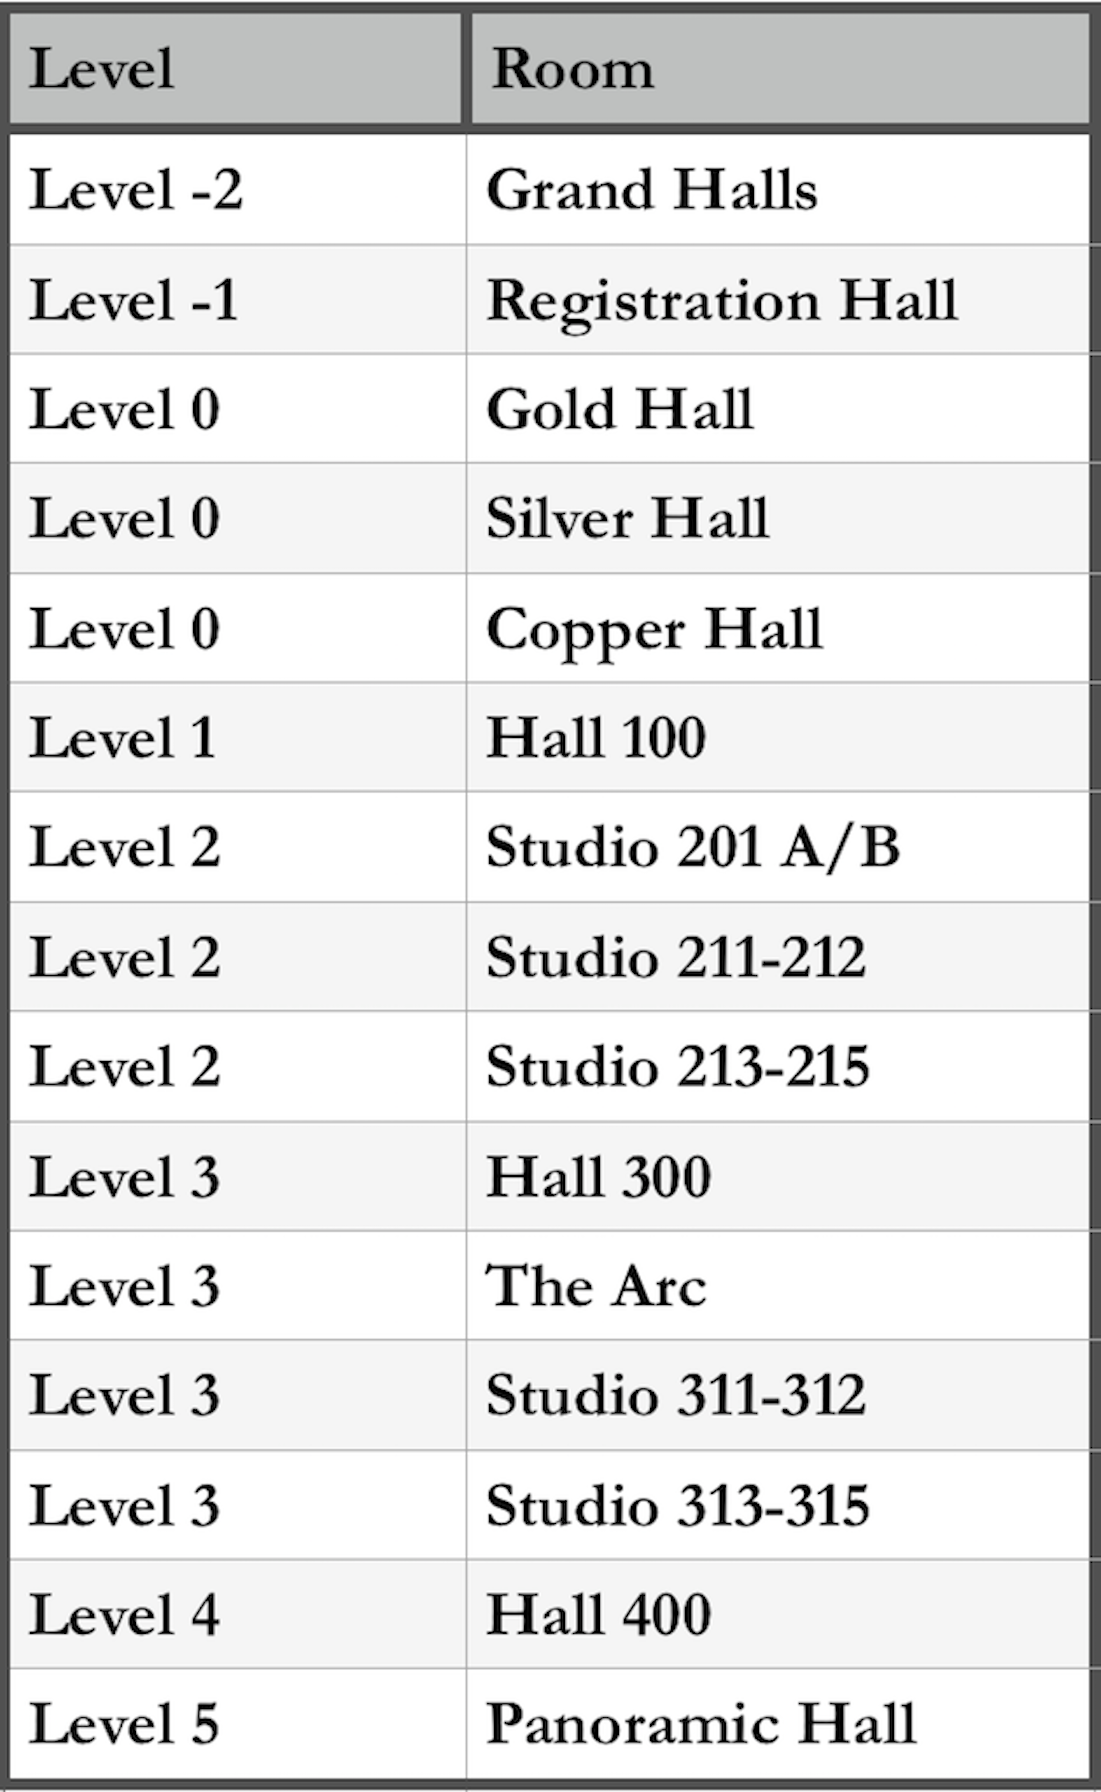 Level Room
Level -2 Grand Halls
Level -1 Registration Hall
Level 0 Gold Hall
Level 0 Silver Hall
Level 0 Copper Hall
Level 1 Hall 100
Level 2 Studio 201 A/B
Level 2 Studio 211-212
Level 2 Studio 213-215
Level 3 Hall 300
Level 3 The Arc
Level 3 Studio 311-312
Level 3 Studio 313-315
Level 4 Hall 400
Level 5 Panoramic Hall